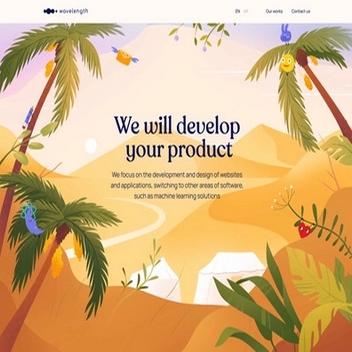 wavelength
EN
Our works
Contact us
We will develop
your product
We focus on the development and design of websites
and applications, switching to other areas of software,
such as machine learning solutions